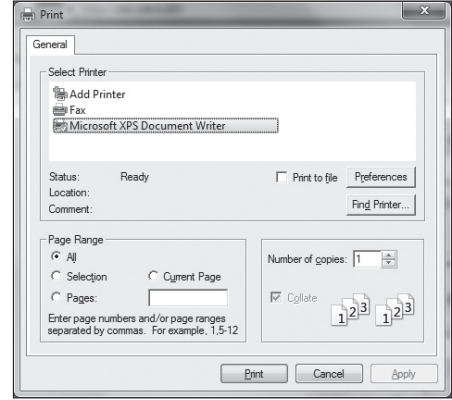 Print
General
Select Printer
Add Printer
Fax
Microsoft XPS Document Writer
Status: Ready
Print to file
Preferences
Location:
Comment:
Find Printer...
Page Range
All
Selection
Current Page
Pages:
Enter page numbers and/or page ranges
separated by commas. For example, 1,5-12
Number of copies: 1
Collate
1 2 3 1 2 3
Print
Cancel
Apply